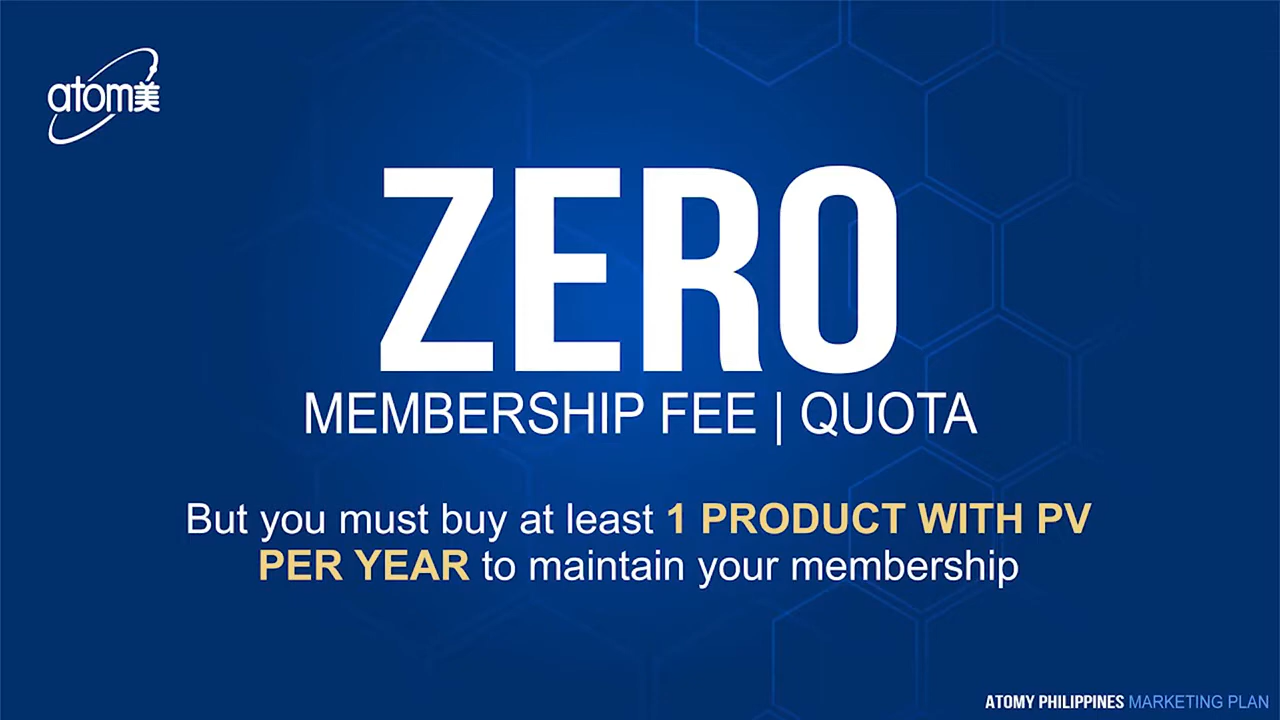 atom美
ZERO
MEMBERSHIP FEE | QUOTA
But you must buy at least 1 PRODUCT WITH PV
PER YEAR to maintain your membership
ATOMY PHILIPPINES MARKETING PLAN